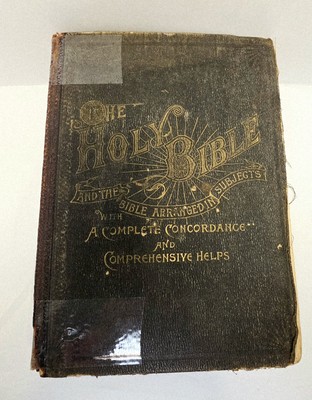 THE
HOLY BIBLE
AND THE
BIBLE ARRANGED IN SUBJECTS
WITH
A COMPLETE CONCORDANCE
AND
COMPREHENSIVE HELPS